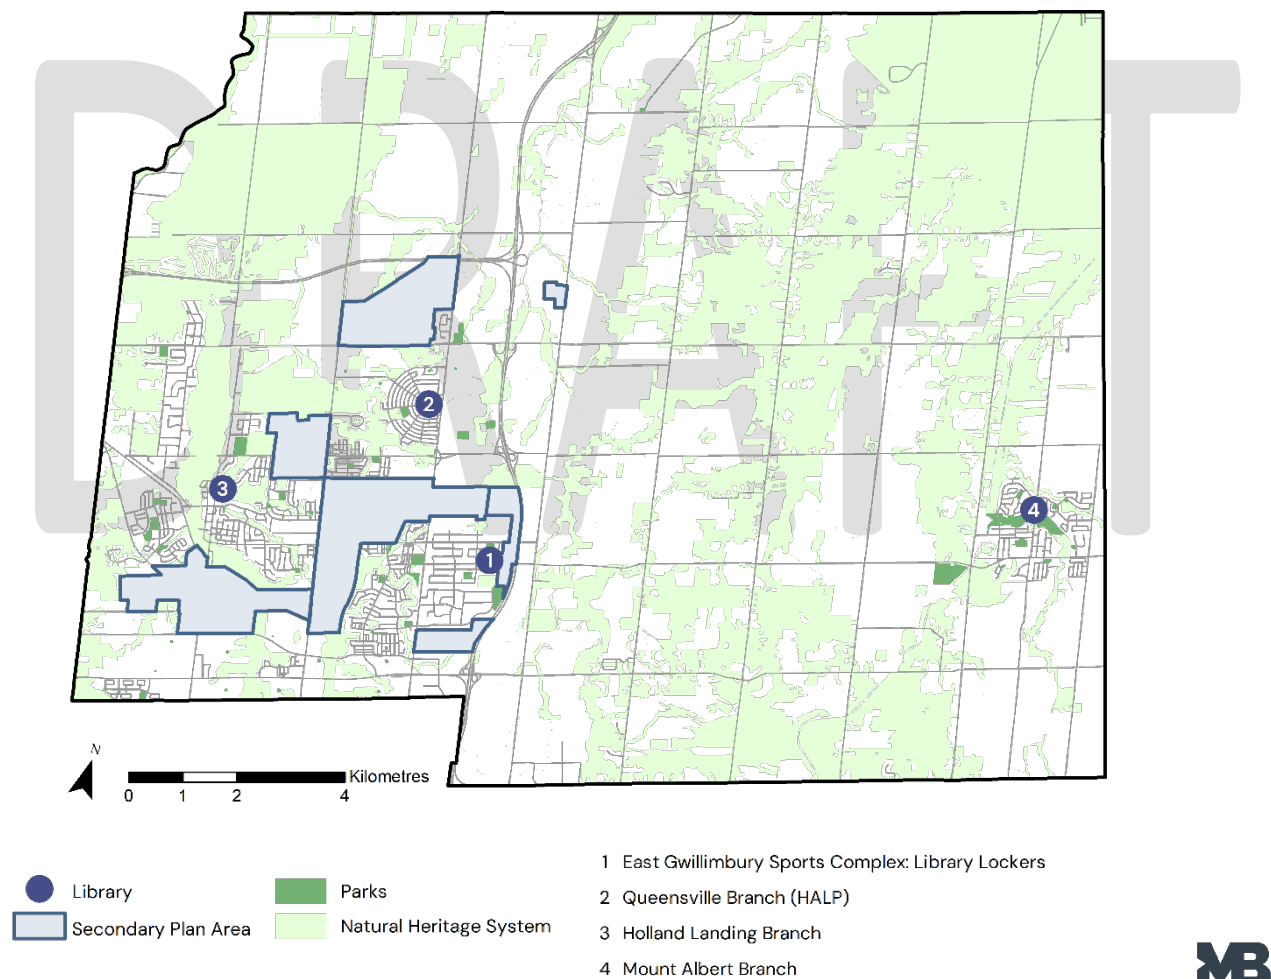 DRAFT
2
3
4
1
N
Kilometres
0 1 2 4
Library
Secondary Plan Area
Parks
Natural Heritage System
1 East Gwillimbury Sports Complex: Library Lockers
2 Queensville Branch (HALP)
3 Holland Landing Branch
4 Mount Albert Branch
MB